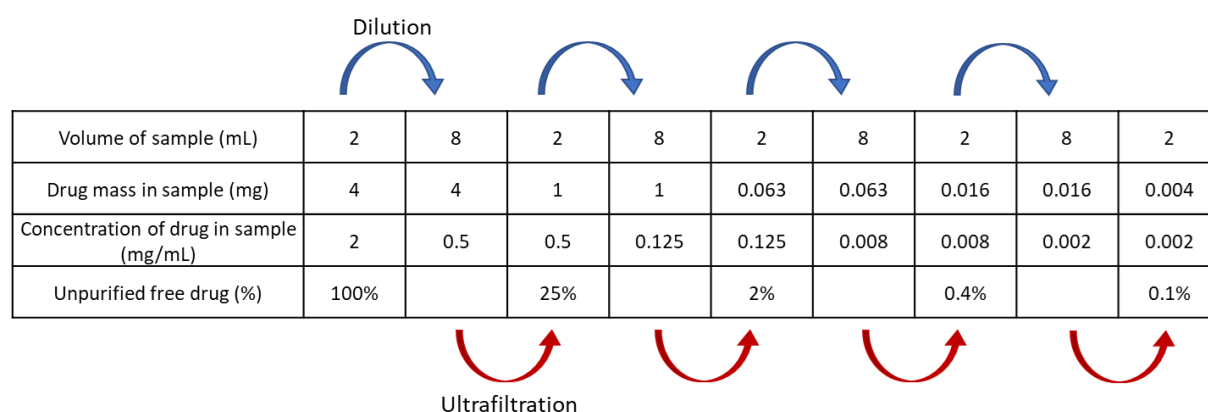 Dilution
Volume of sample (mL) 2 8 2 8 2 8 2 8 2
Drug mass in sample (mg) 4 4 1 1 0.063 0.063 0.016 0.016 0.004
Concentration of drug in sample
(mg/mL) 2 0.5 0.5 0.125 0.125 0.008 0.008 0.002 0.002
Unpurified free drug (%) 100% 25% 2% 0.4% 0.1%
Ultrafiltration